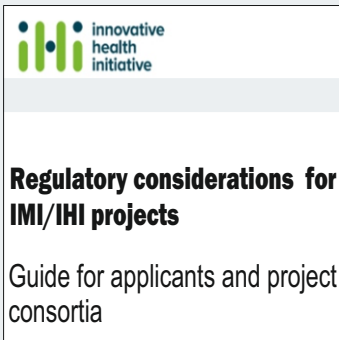 innovative
health
initiative
Regulatory considerations for
IMI/IHI projects
Guide for applicants and project
consortia